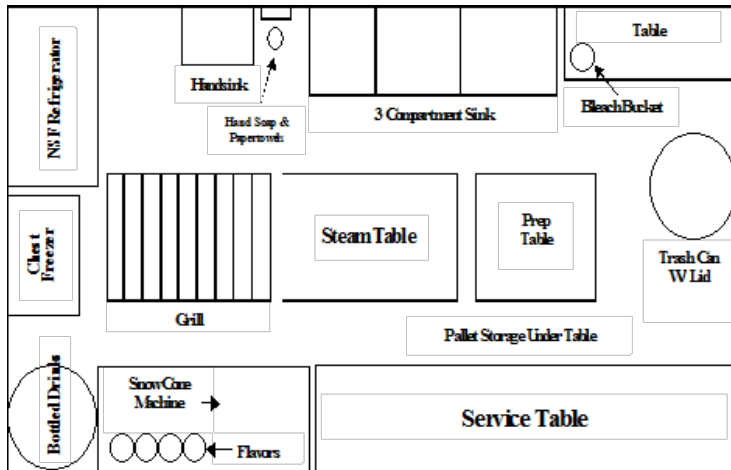 NSF Refrigerator
Handsink
Hand Soap &
Papertowels
3 Compartment Sink
Table
Bleach Bucket
Chest
Freezer
Grill
Steam Table
Prep
Table
Trash Can
W Lid
Pallet Storage Under Table
Bottled Drinks
Snow Cone
Machine
Flavors
Service Table